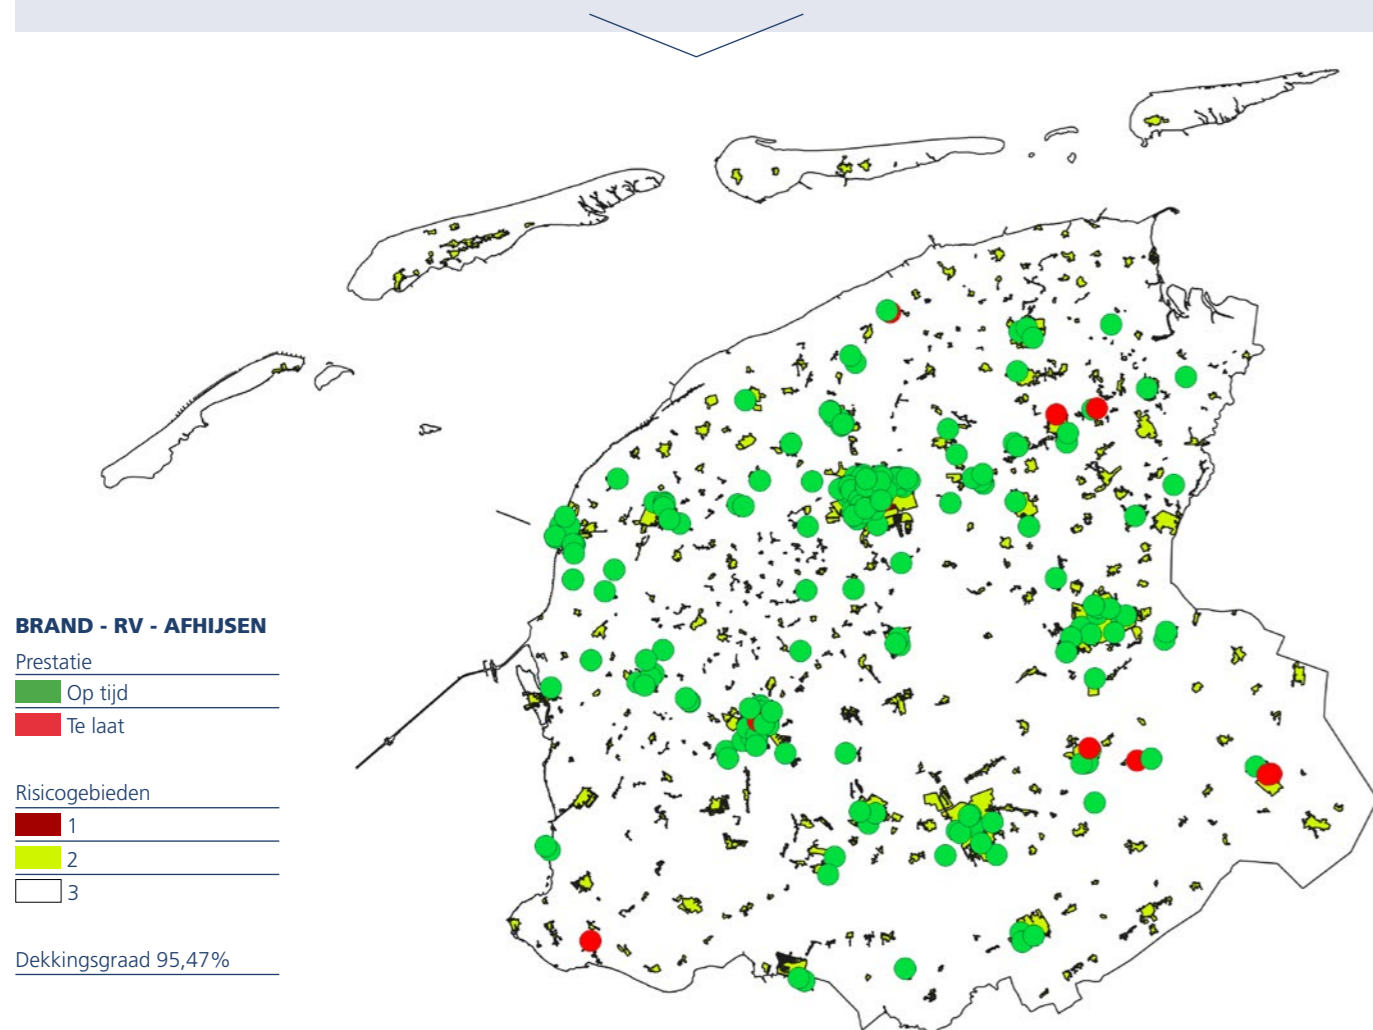 BRAND - RV - AFHIJSEN
Prestatie
Op tijd
Te laat
Risicogebieden
1
2
3
Dekkingsgraad 95,47%